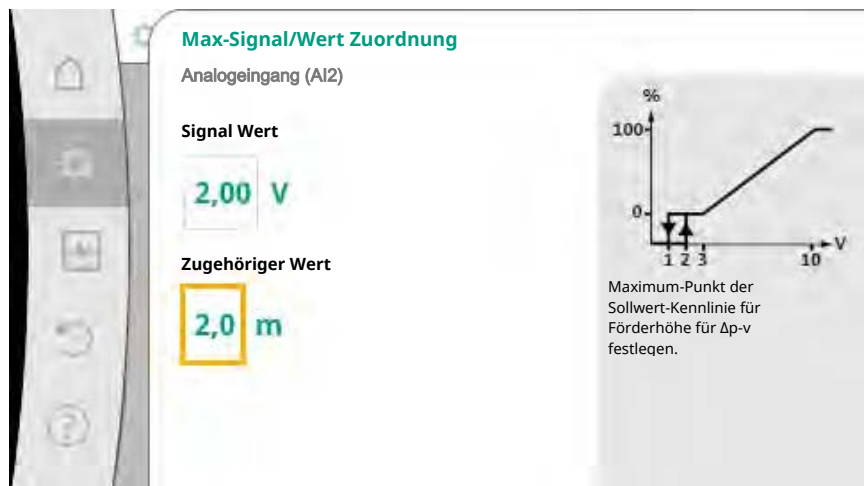 Max-Signal/Wert Zuordnung
Analogeingang (AI2)
Signal Wert
2,00 V
Zugehöriger Wert
2,0 m
%
100
0
1 2 3 10 V
Maximum-Punkt der
Sollwert-Kennlinie für
Förderhöhe für Δp-v
festlegen.
?